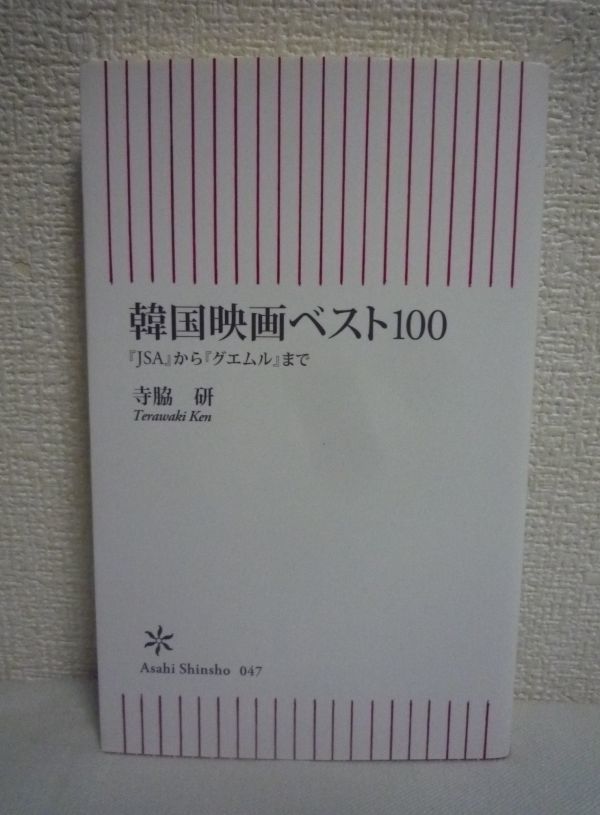 韓国映画ベスト100
『JSA』から『グエムル』まで
寺脇 研
Terawaki Ken
Asahi Shinsho 047